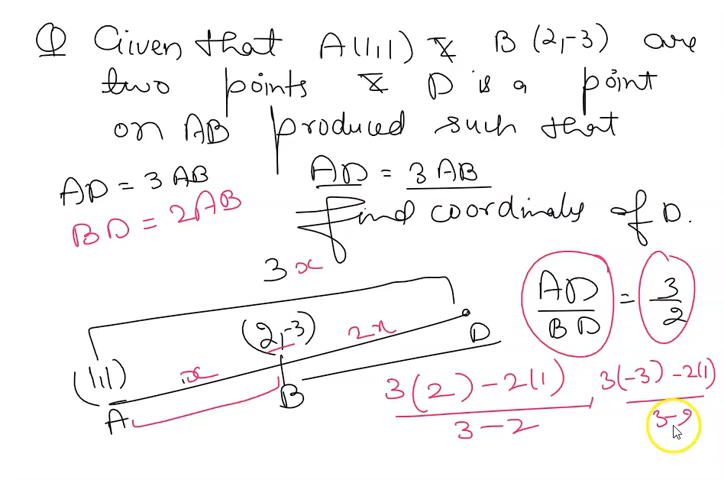 Q Given that A(1,1) & B(2,-3) are
two points & D is a point
on AB produced such that
AD = 3AB
AD = 3AB
BD = 2AB
Find coordinates of D.
3x
AD/BD = 3/2
(2,-3)
2x
D
(1,1)
x
A
B
3(2) - 2(1) / 3 - 2 , 3(-3) - 2(1) / 3-2